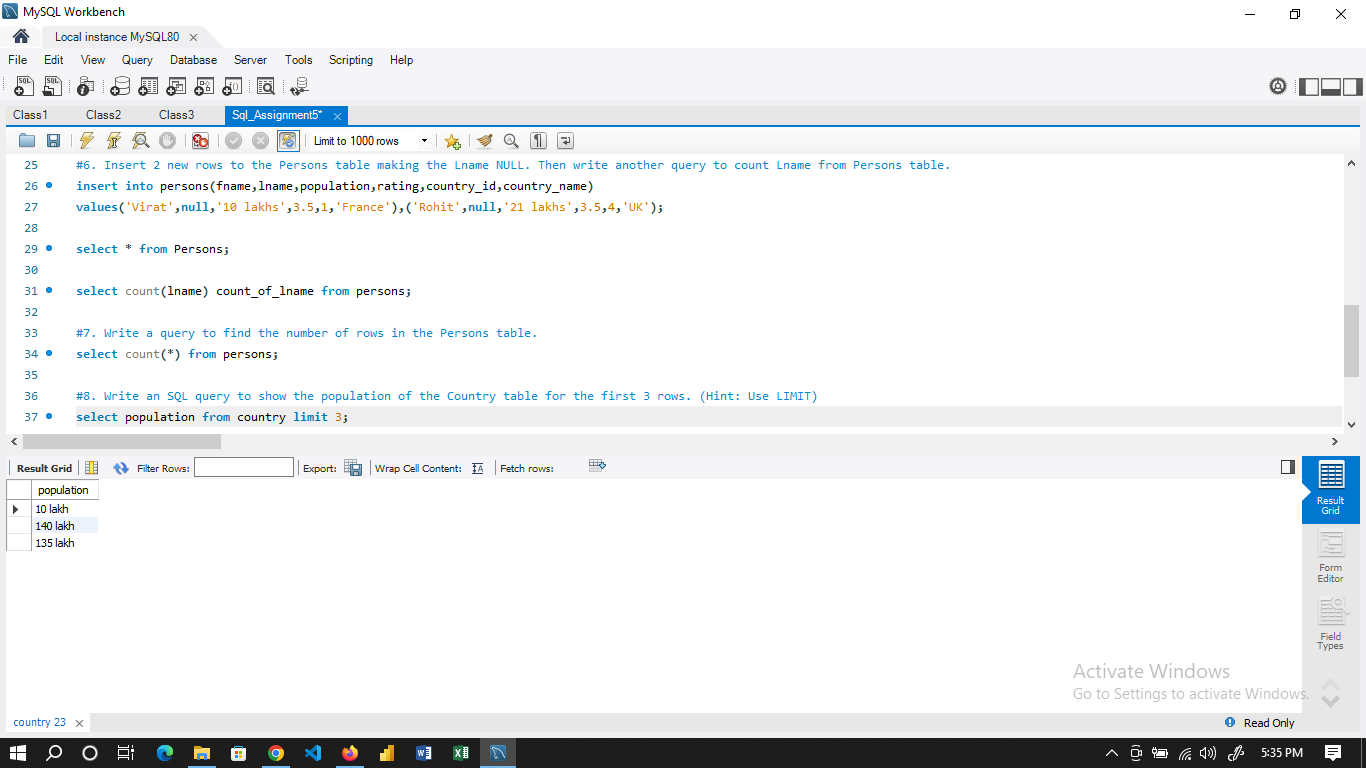 MySQL Workbench
Local instance MySQL80
File Edit View Query Database Server Tools Scripting Help
Class1 Class2 Class3 Sql_Assignment5*
Limit to 1000 rows
25 #6. Insert 2 new rows to the Persons table making the Lname NULL. Then write another query to count Lname from Persons table.
26 insert into persons(fname,lname,population,rating,country_id,country_name)
27 values('Virat',null,'10 lakhs',3.5,1,'France'),('Rohit',null,'21 lakhs',3.5,4,'UK');
28
29 select * from Persons;
30
31 select count(lname) count_of_lname from persons;
32
33 #7. Write a query to find the number of rows in the Persons table.
34 select count(*) from persons;
35
36 #8. Write an SQL query to show the population of the Country table for the first 3 rows. (Hint: Use LIMIT)
37 select population from country limit 3;
Result Grid Filter Rows: Export: Wrap Cell Content: Fetch rows:
population
10 lakh
140 lakh
135 lakh
Result
Grid
Form
Editor
Field
Types
Activate Windows
Go to Settings to activate Windows.
country 23
Read Only
5:35 PM